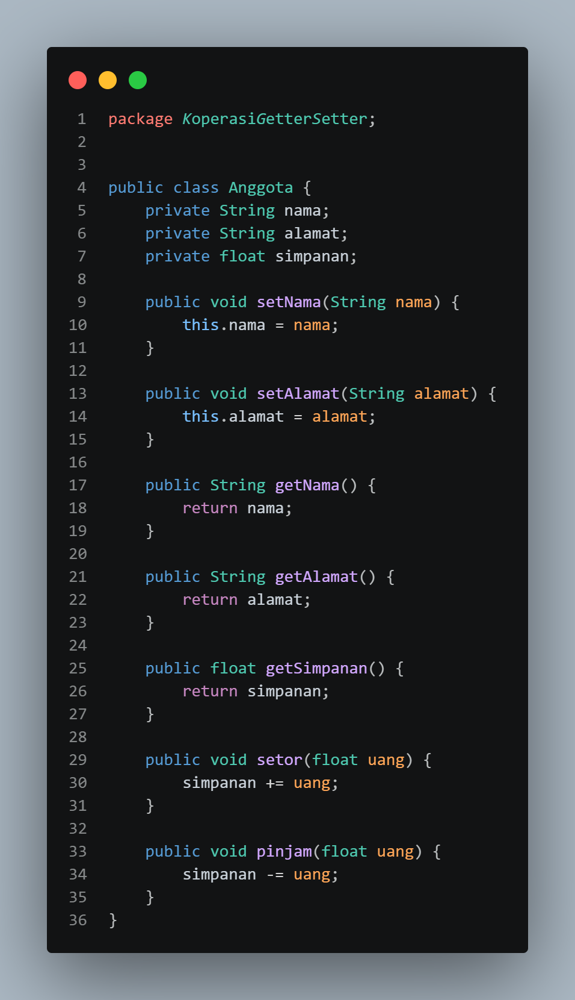 1 package KoperasiGetterSetter;
2
3
4 public class Anggota {
5     private String nama;
6     private String alamat;
7     private float simpanan;
8
9     public void setNama(String nama) {
10         this.nama = nama;
11     }
12
13     public void setAlamat(String alamat) {
14         this.alamat = alamat;
15     }
16
17     public String getNama() {
18         return nama;
19     }
20
21     public String getAlamat() {
22         return alamat;
23     }
24
25     public float getSimpanan() {
26         return simpanan;
27     }
28
29     public void setor(float uang) {
30         simpanan += uang;
31     }
32
33     public void pinjam(float uang) {
34         simpanan -= uang;
35     }
36 }